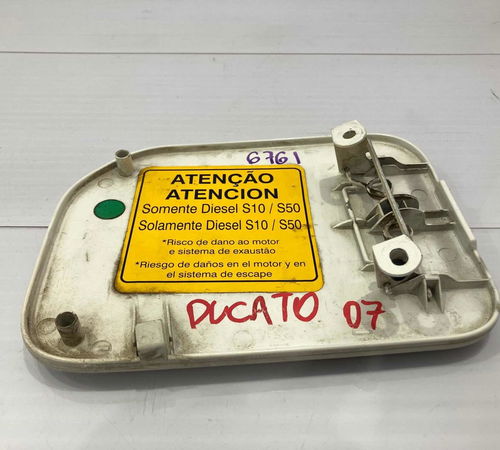 6761
ATENÇÃO
ATENCION
Somente Diesel S10 / S50
Solamente Diesel S10 / S50
*Risco de dano ao motor
e sistema de exaustão
*Riesgo de daños en el motor y en
el sistema de escape
DUCATO 07